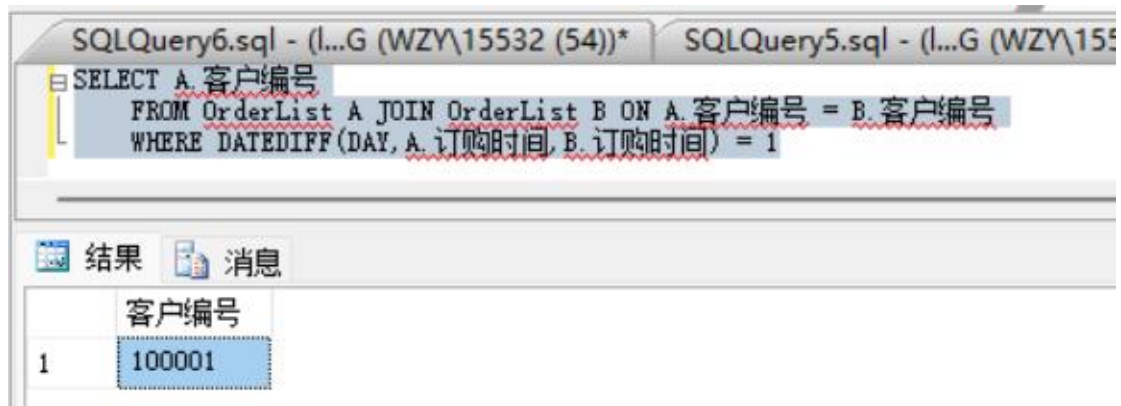 SQLQuery6.sql - (l...G (WZY\15532 (54))* SQLQuery5.sql - (l...G (WZY\155
SELECT A.客户编号
FROM OrderList A JOIN OrderList B ON A.客户编号 = B.客户编号
WHERE DATEDIFF(DAY,A.订购时间,B.订购时间) = 1
结果 消息
客户编号
1 100001